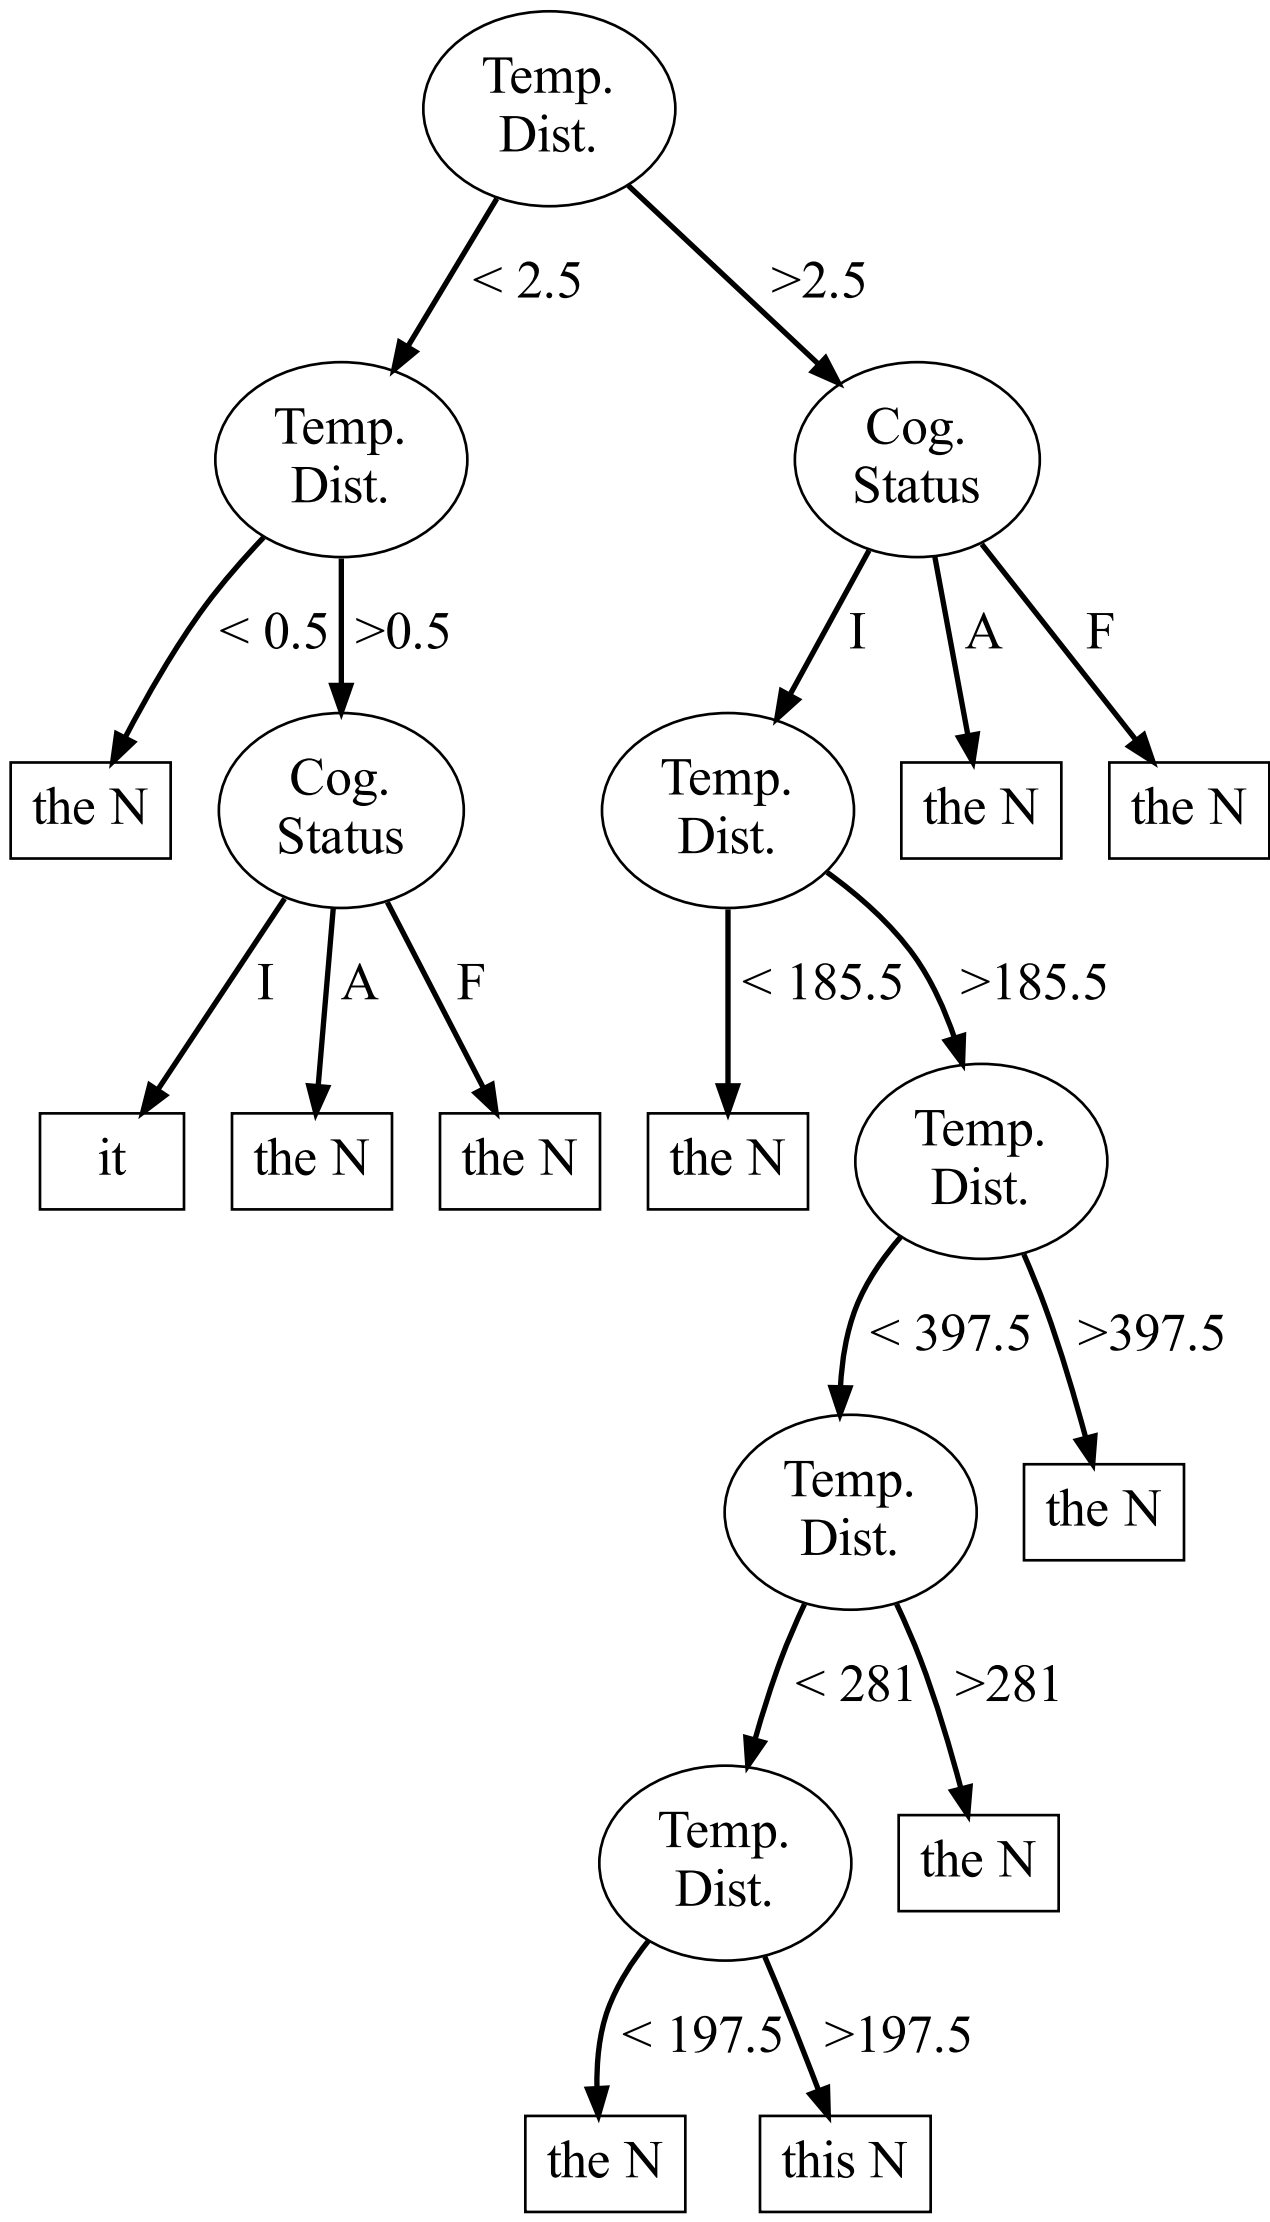 Temp.
Dist.
< 2.5
>2.5
Temp.
Dist.
Cog.
Status
< 0.5
>0.5
I
A
F
the N
Cog.
Status
Temp.
Dist.
the N
the N
I
A
F
< 185.5
>185.5
it
the N
the N
the N
Temp.
Dist.
< 397.5
>397.5
Temp.
Dist.
the N
< 281
>281
Temp.
Dist.
the N
< 197.5
>197.5
the N
this N